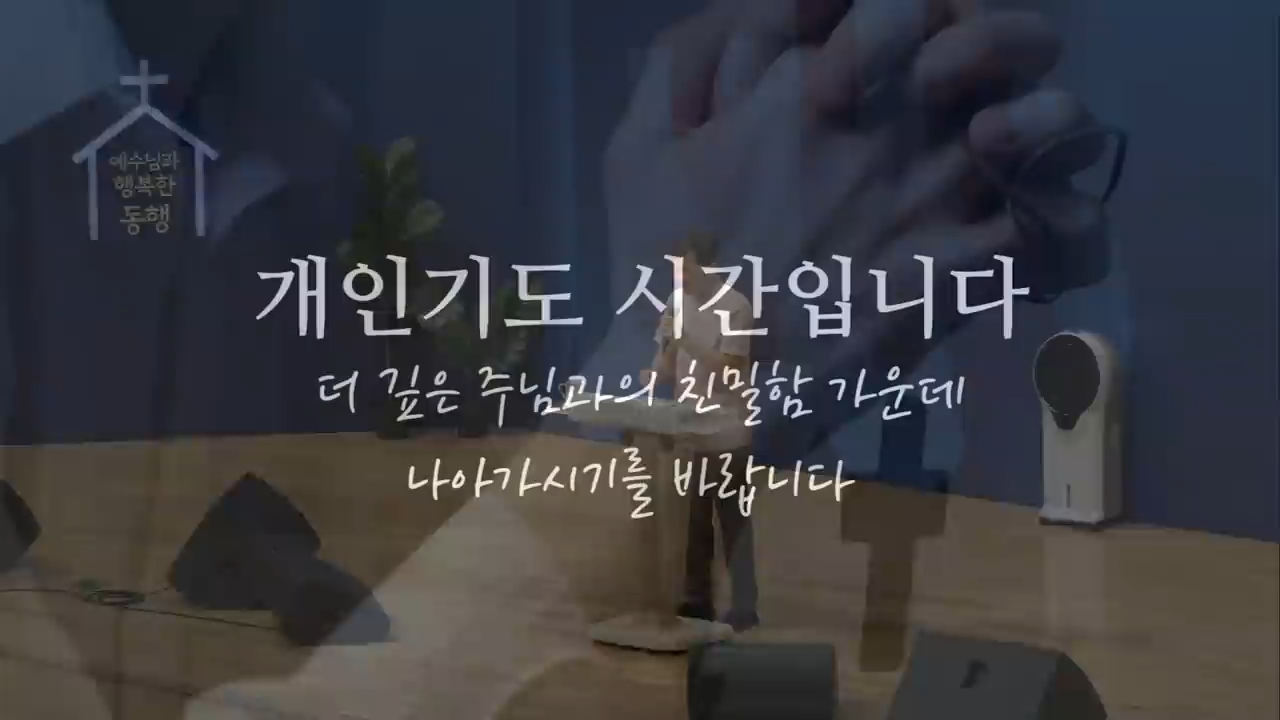 예수님과
행복한
동행
개인기도 시간입니다
더 깊은 주님과의 친밀함 가운데
나아가시기를 바랍니다